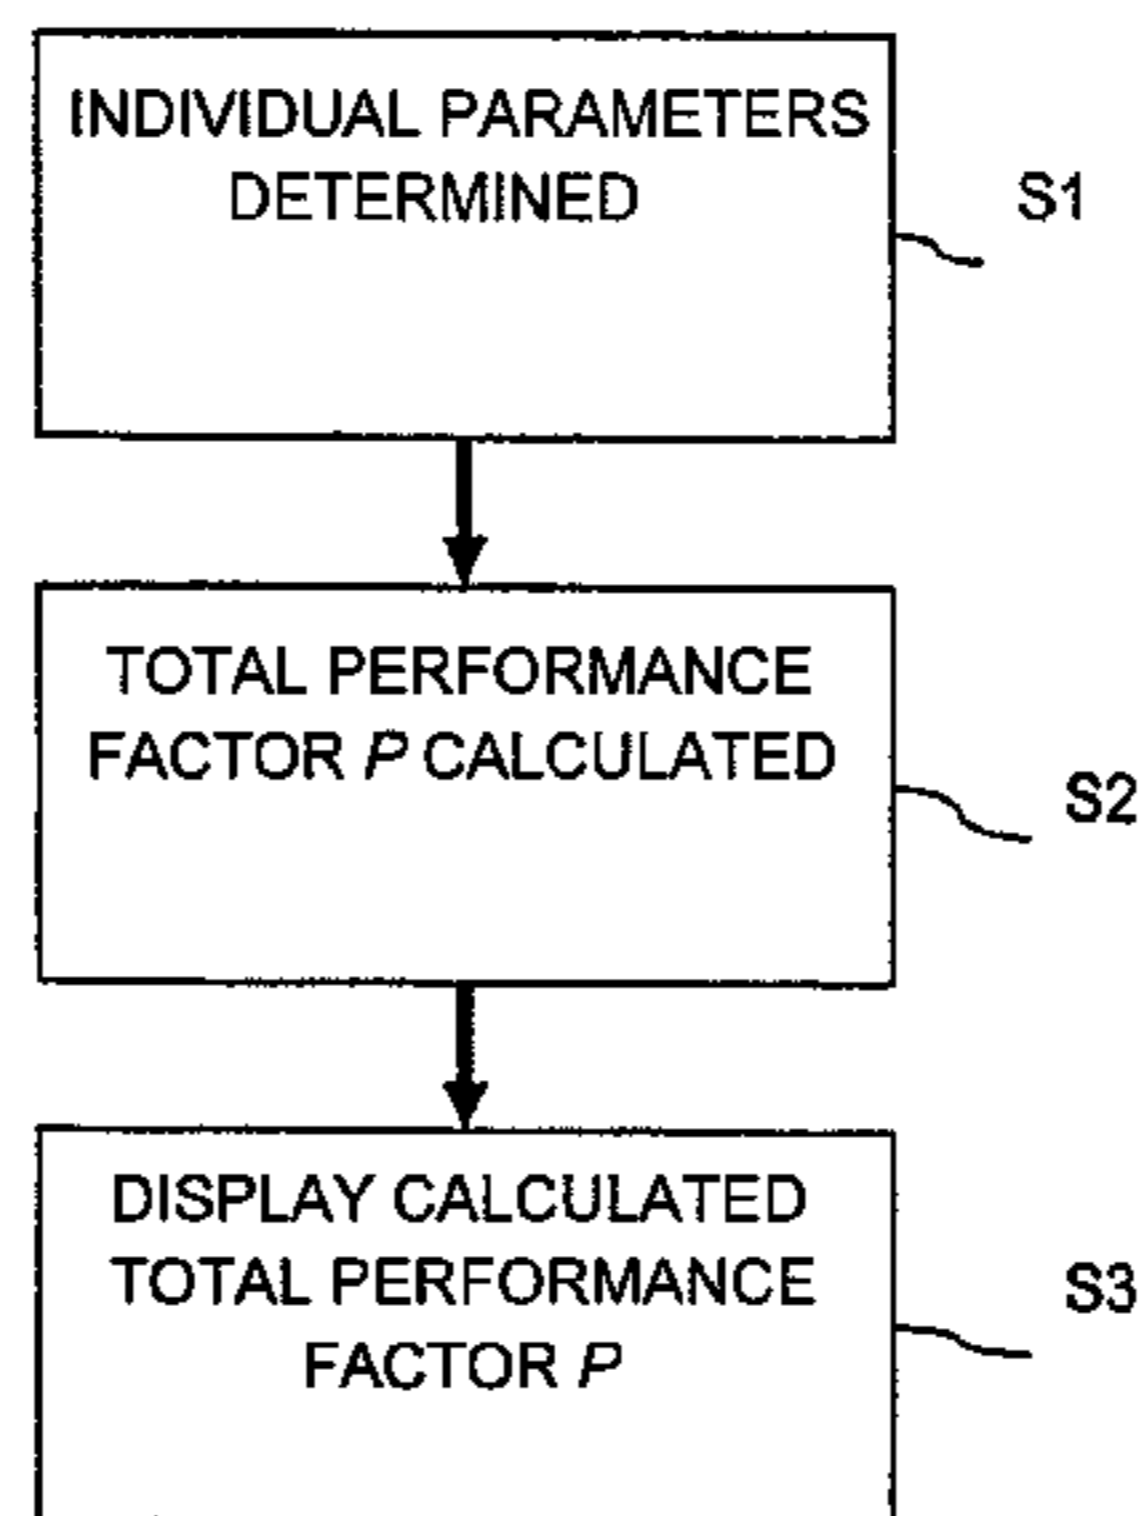 INDIVIDUAL PARAMETERS
DETERMINED
S1
TOTAL PERFORMANCE
FACTOR P CALCULATED
S2
DISPLAY CALCULATED
TOTAL PERFORMANCE
FACTOR P
S3